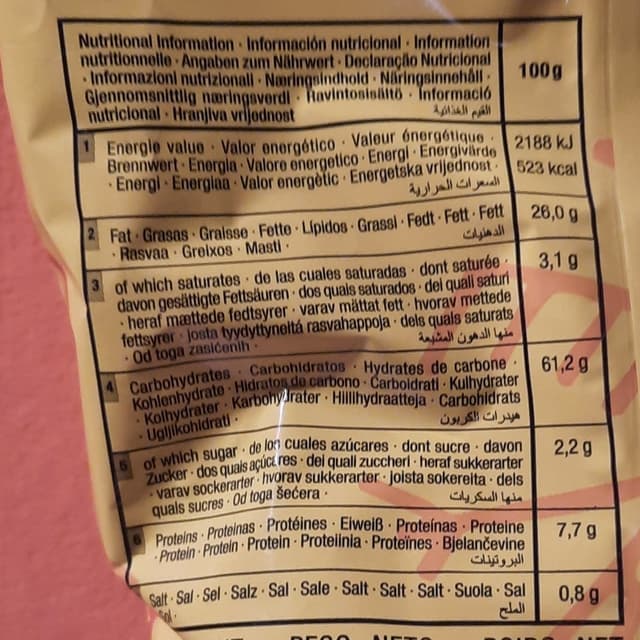 Nutritional Information · Información nutricional · Information
nutritionnelle · Angaben zum Nährwert · Declaração Nutricional
· Informazioni nutrizionali · Næringsindhold · Näringsinnehåll ·
Gjennomsnittlig næringsverdi · Ravintosisältö · Informació
nutricional · Hranjiva vrijednost
القيم الغذائية
100g
1 Energie value · Valor energético · Valeur énergétique ·
Brennwert · Energia · Valore energetico · Energi · Energivärde
· Energi · Energiaa · Valor energètic · Energetska vrijednost ·
السعرات الحرارية
2188 kJ
523 kcal
2 Fat · Grasas · Graisse · Fette · Lípidos · Grassi · Fedt · Fett · Fett
· Rasvaa · Greixos · Masti ·
الدهنيات
26,0 g
3 of which saturates · de las cuales saturadas · dont saturée ·
davon gesättigte Fettsäuren · dos quais saturados · dei quali saturi
· heraf mættede fedtsyrer · varav mättat fett · hvorav mettede
fettsyrer · josta tyydyttyneitä rasvahappoja · dels quals saturats
· Od toga zasićenih ·
منها الدهون المشبعة
3,1 g
4 Carbohydrates · Carbohidratos · Hydrates de carbone ·
Kohlenhydrate · Hidratos de carbono · Carboidrati · Kulhydrater
· Kolhydrater · Karbohydrater · Hiilihydraatteja · Carbohidrats
· Ugljikohidrati ·
هيدرات الكربون
61,2 g
5 of which sugar · de los cuales azúcares · dont sucre · davon
Zucker · dos quais açúcares · dei quali zuccheri · heraf sukkerarter
· varav sockerarter · hvorav sukkerarter · joista sokereita · dels
quals sucres · Od toga šećera ·
منها السكريات
2,2 g
6 Proteins · Proteinas · Protéines · Eiweiß · Proteínas · Proteine
· Protein · Protein · Protein · Proteiinia · Proteïnes · Bjelančevine
البروتينات
7,7 g
Salt · Sal · Sel · Salz · Sal · Sale · Salt · Salt · Salt · Suola · Sal
Sol ·
الملح
0,8 g